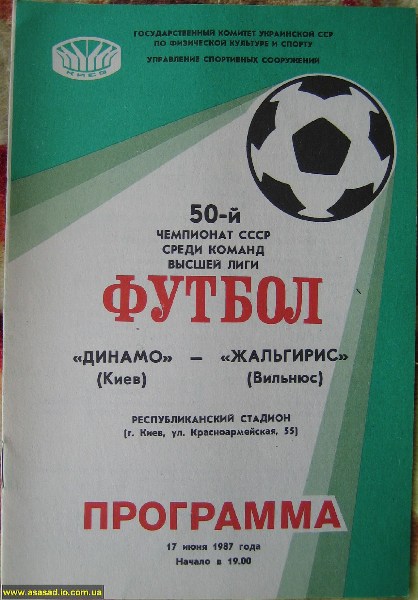 ГОСУДАРСТВЕННЫЙ КОМИТЕТ УКРАИНСКОЙ ССР
ПО ФИЗИЧЕСКОЙ КУЛЬТУРЕ И СПОРТУ
УПРАВЛЕНИЕ СПОРТИВНЫХ СООРУЖЕНИЙ
КИЕВ
50-й
ЧЕМПИОНАТ СССР
СРЕДИ КОМАНД
ВЫСШЕЙ ЛИГИ
ФУТБОЛ
«ДИНАМО» — «ЖАЛЬГИРИС»
(Киев) (Вильнюс)
РЕСПУБЛИКАНСКИЙ СТАДИОН
(г. Киев, ул. Красноармейская, 55)
ПРОГРАММА
17 июня 1987 года
Начало в 19.00
www.asasad.io.com.ua